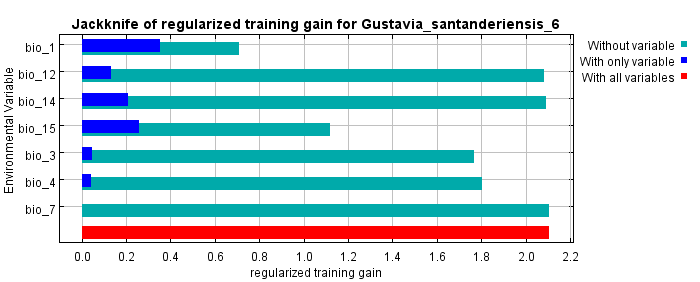 Jackknife of regularized training gain for Gustavia_santanderiensis_6
Environmental Variable
bio_1
bio_12
bio_14
bio_15
bio_3
bio_4
bio_7
Without variable
With only variable
With all variables
0.0 0.2 0.4 0.6 0.8 1.0 1.2 1.4 1.6 1.8 2.0 2.2
regularized training gain